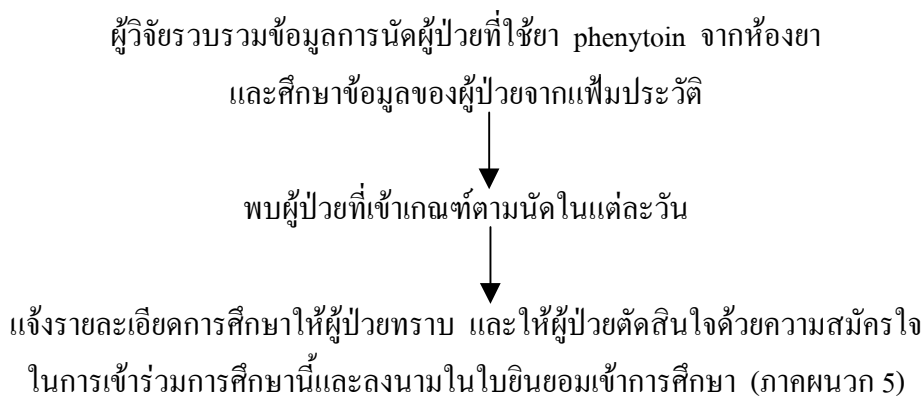 ผู้วิจัยรวบรวมข้อมูลการนัดผู้ป่วยที่ใช้ยา phenytoin จากห้องยา
และศึกษาข้อมูลของผู้ป่วยจากแฟ้มประวัติ
พบผู้ป่วยที่เข้าเกณฑ์ตามนัดในแต่ละวัน
แจ้งรายละเอียดการศึกษาให้ผู้ป่วยทราบ และให้ผู้ป่วยตัดสินใจด้วยความสมัครใจ
ในการเข้าร่วมการศึกษานี้และลงนามในใบยินยอมเข้าการศึกษา (ภาคผนวก 5)